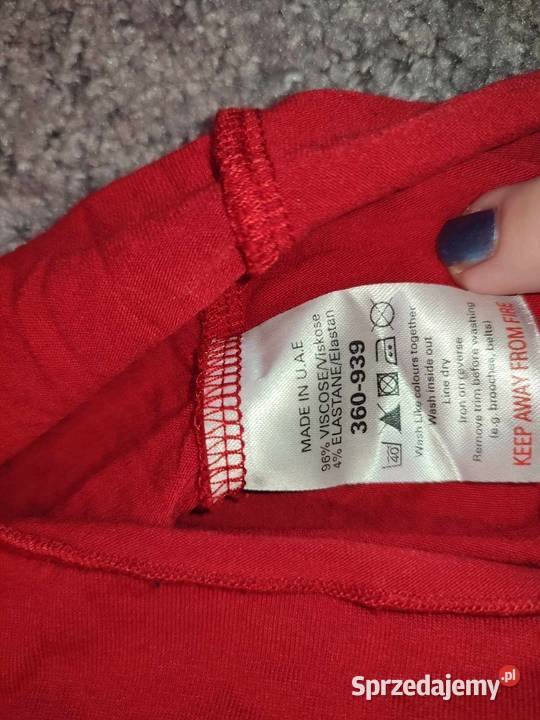 MADE IN U.A.E
96% VISCOSE/Viskose
4% ELASTANE/Elastan
360-939
40
Wash Like colours together
Wash inside out
Line dry
Iron on reverse
Remove trim before washing
(e.g. brooches, belts)
KEEP AWAY FROM FIRE
Sprzedajemy.pl